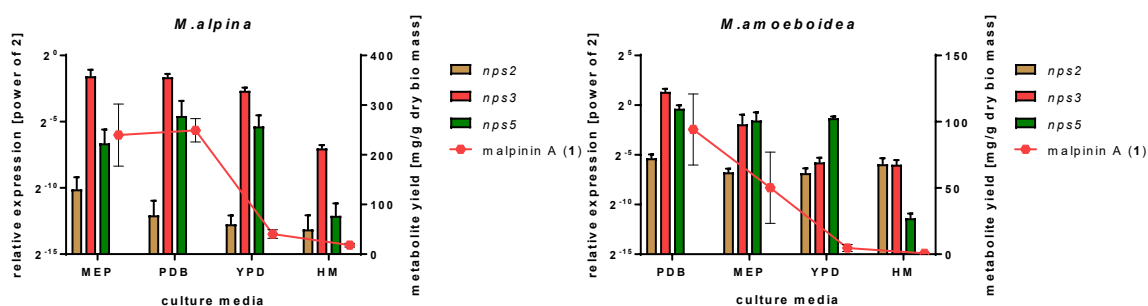 M.alpina
relative expression [power of 2]
2^0
2^-5
2^-10
2^-15
400
300
200
100
0
metabolite yield [mg/g dry bio mass]
MEP PDB YPD HM
culture media
nps2
nps3
nps5
malpinin A (1)
M.amoeboidea
relative expression [power of 2]
2^5
2^0
2^-5
2^-10
2^-15
150
100
50
0
metabolite yield [mg/g dry bio mass]
PDB MEP YPD HM
culture media
nps2
nps3
nps5
malpinin A (1)